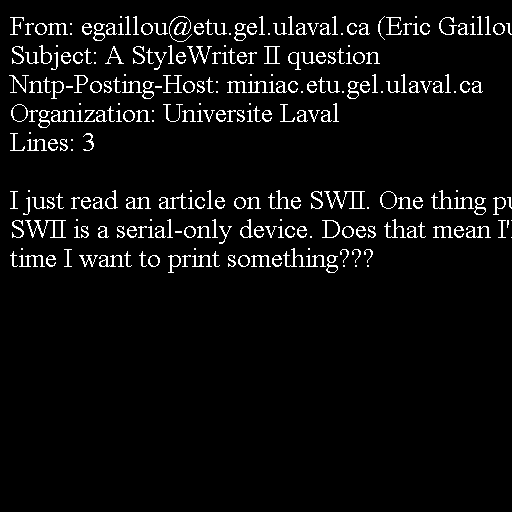 From: egaillou@etu.gel.ulaval.ca (Eric Gaillou
Subject: A StyleWriter II question
Nntp-Posting-Host: miniac.etu.gel.ulaval.ca
Organization: Universite Laval
Lines: 3

I just read an article on the SWII. One thing pu
SWII is a serial-only device. Does that mean I'
time I want to print something???